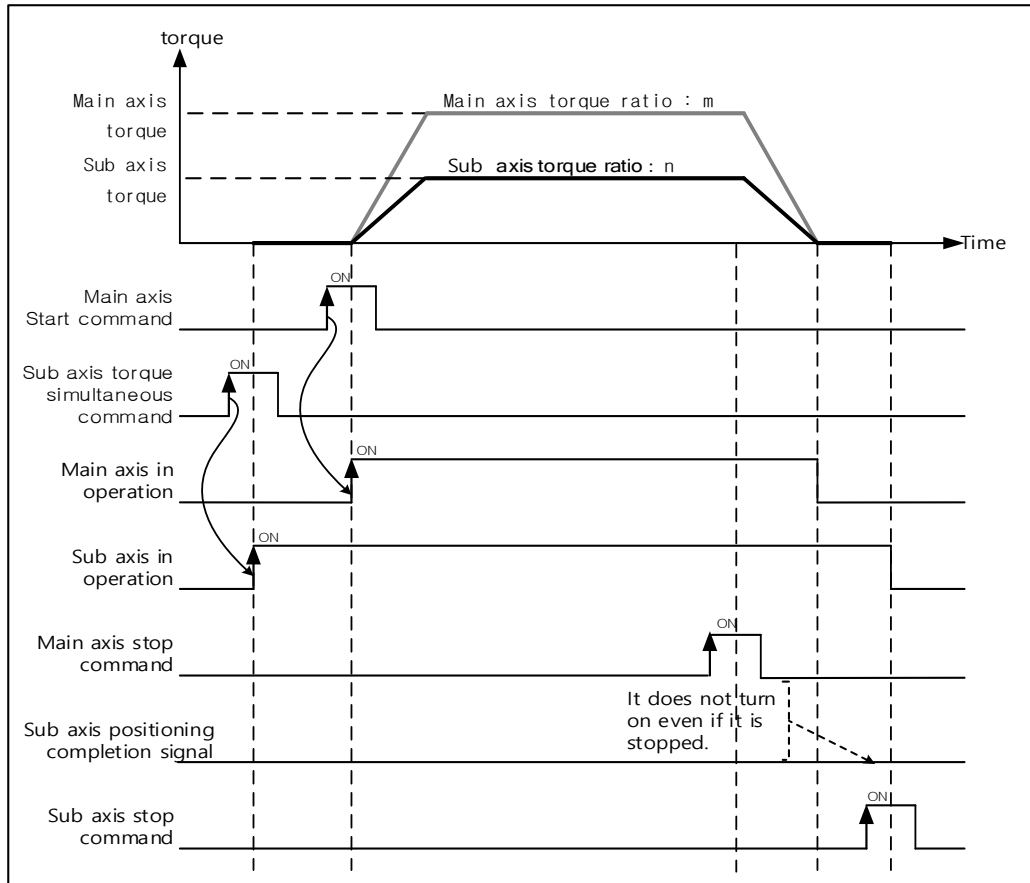 torque
Main axis
torque
Main axis torque ratio : m
Sub axis
torque
Sub axis torque ratio : n
Time
ON
Main axis
Start command
ON
Sub axis torque
simultaneous
command
ON
Main axis in
operation
ON
Sub axis in
operation
ON
Main axis stop
command
It does not turn
on even if it is
stopped.
Sub axis positioning
completion signal
ON
Sub axis stop
command